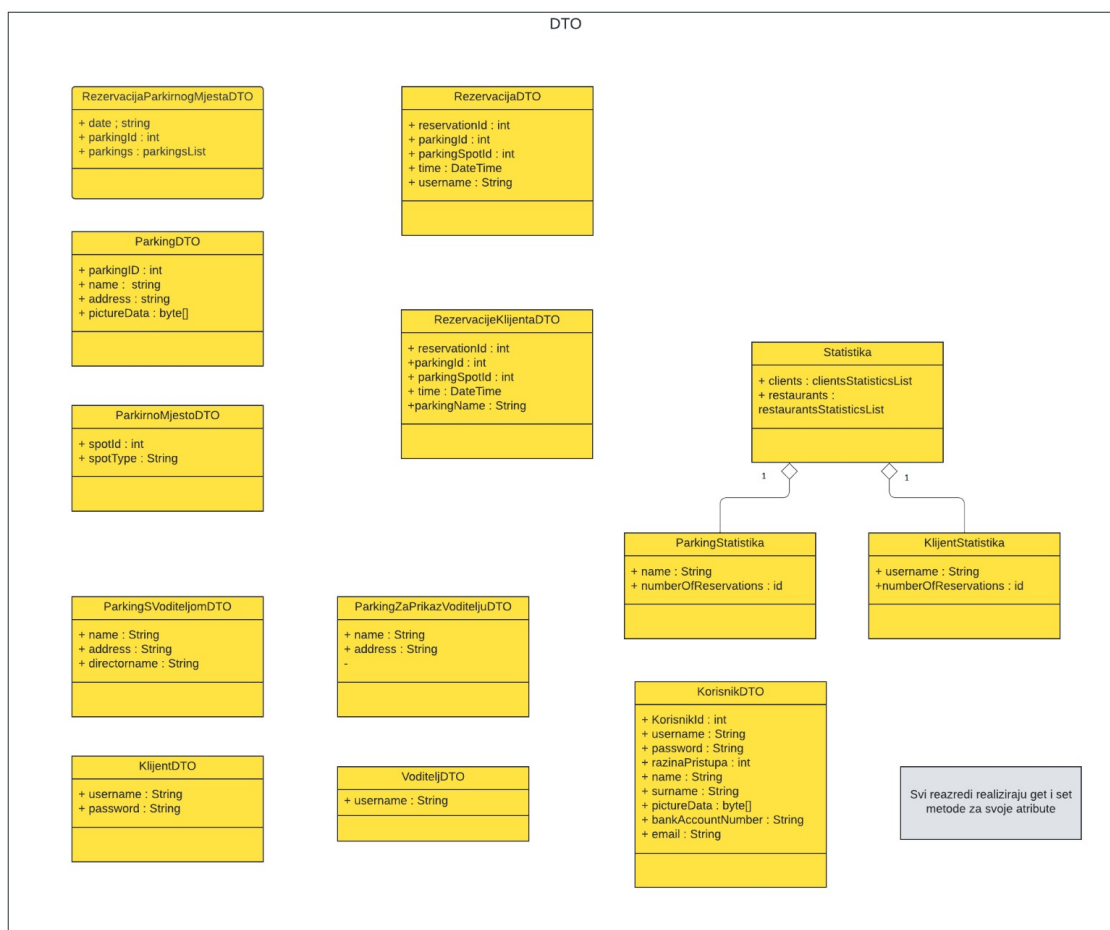 DTO
RezervacijaParkirnogMjestaDTO
+ date ; string
+ parkingId : int
+ parkings : parkingsList
RezervacijaDTO
+ reservationId : int
+ parkingId : int
+ parkingSpotId : int
+ time : DateTime
+ username : String
ParkingDTO
+ parkingID : int
+ name :  string
+ address : string
+ pictureData : byte[]
RezervacijeKlijentaDTO
+ reservationId : int
+parkingId : int
+ parkingSpotId : int
+ time : DateTime
+parkingName : String
Statistika
+ clients : clientsStatisticsList
+ restaurants :
restaurantsStatisticsList
1
1
ParkirnoMjestoDTO
+ spotId : int
+ spotType : String
ParkingStatistika
+ name : String
+ numberOfReservations : id
KlijentStatistika
+ username : String
+numberOfReservations : id
ParkingSVoditeljomDTO
+ name : String
+ address : String
+ directorname : String
ParkingZaPrikazVoditeljuDTO
+ name : String
+ address : String
-
KorisnikDTO
+ KorisnikId : int
+ username : String
+ password : String
+ razinaPristupa : int
+ name : String
+ surname : String
+ pictureData : byte[]
+ bankAccountNumber : String
+ email : String
KlijentDTO
+ username : String
+ password : String
VoditeljDTO
+ username : String
Svi reazredi realiziraju get i set
metode za svoje atribute